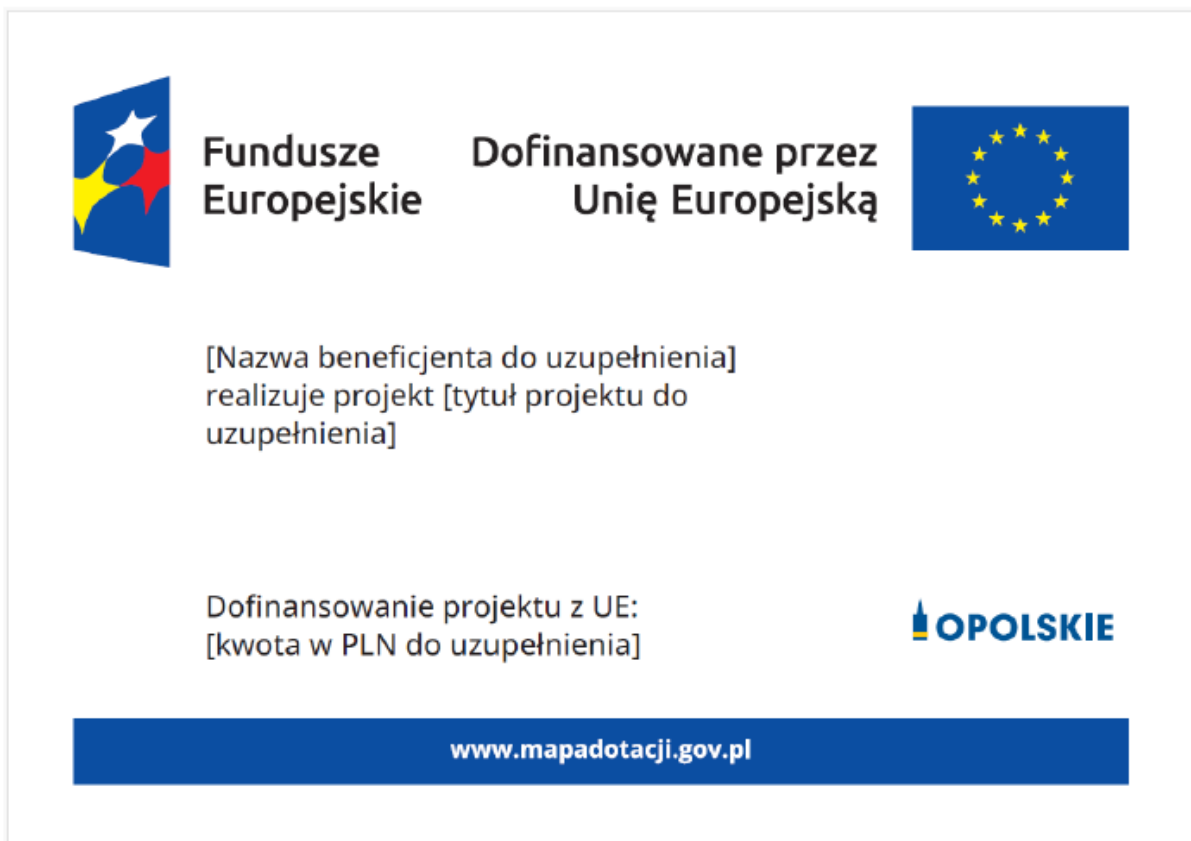 Fundusze
Europejskie
Dofinansowane przez
Unię Europejską
[Nazwa beneficjenta do uzupełnienia]
realizuje projekt [tytuł projektu do
uzupełnienia]
Dofinansowanie projektu z UE:
[kwota w PLN do uzupełnienia]
OPOLSKIE
www.mapadotacji.gov.pl